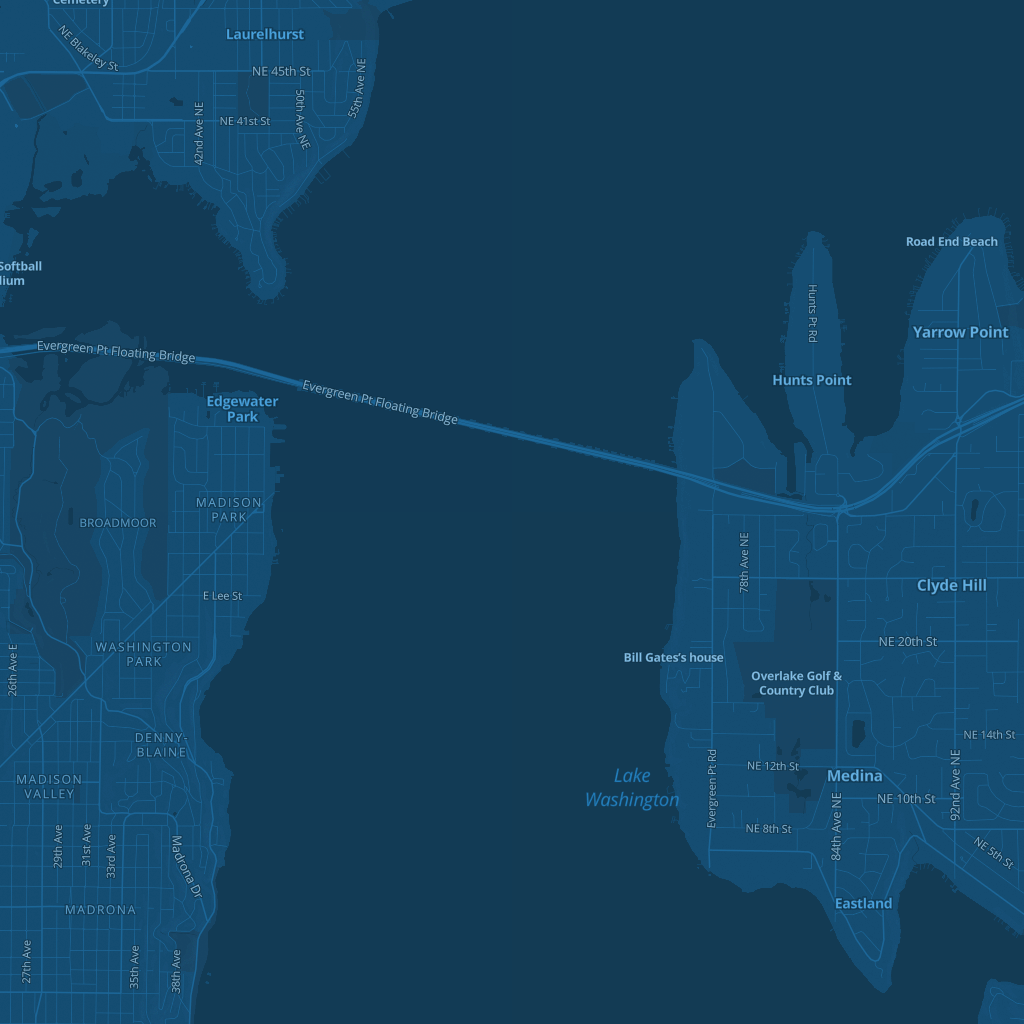 Cemetery
Laurelhurst
NE Blakeley St
NE 45th St
55th Ave NE
50th Ave NE
42nd Ave NE
NE 41st St
Road End Beach
Softball
Hunts Pt Rd
Yarrow Point
Evergreen Pt Floating Bridge
Hunts Point
Evergreen Pt Floating Bridge
Edgewater
Park
MADISON
PARK
BROADMOOR
78th Ave NE
Clyde Hill
E Lee St
NE 20th St
WASHINGTON
PARK
26th Ave E
Bill Gates's house
Overlake Golf &
Country Club
DENNY-
BLAINE
NE 14th St
MADISON
VALLEY
Lake
Washington
Evergreen Pt Rd
NE 12th St
Medina
92nd Ave NE
NE 10th St
84th Ave NE
NE 8th St
29th Ave
31st Ave
33rd Ave
Madrona Dr
NE 5th St
MADRONA
Eastland
27th Ave
35th Ave
38th Ave